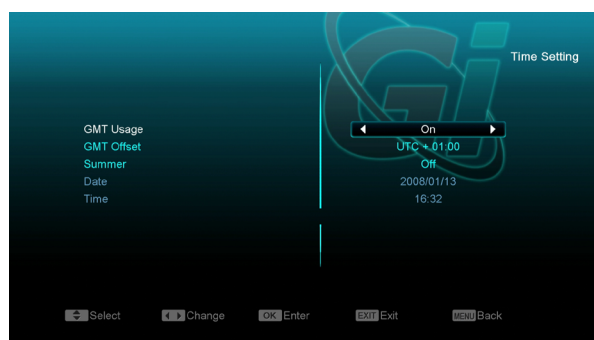 Time Setting
GMT Usage On
GMT Offset UTC + 01:00
Summer Off
Date 2008/01/13
Time 16:32
Select Change OK Enter EXIT Exit MENU Back